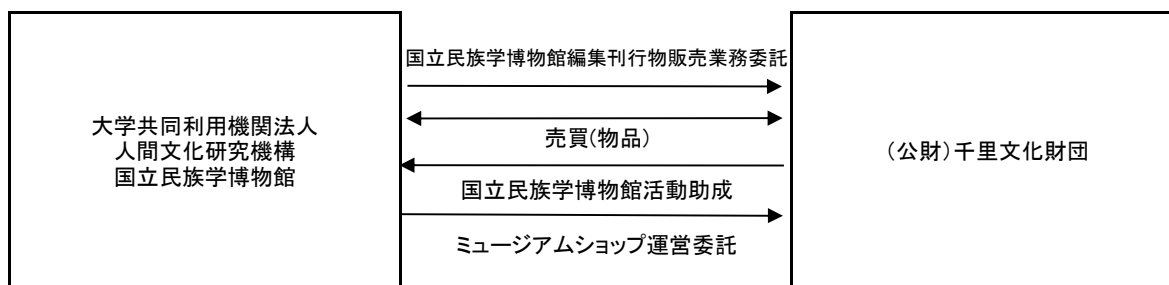 国立民族学博物館編集刊行物販売業務委託
大学共同利用機関法人
人間文化研究機構
国立民族学博物館
売買(物品)
(公財)千里文化財団
国立民族学博物館活動助成
ミュージアムショップ運営委託